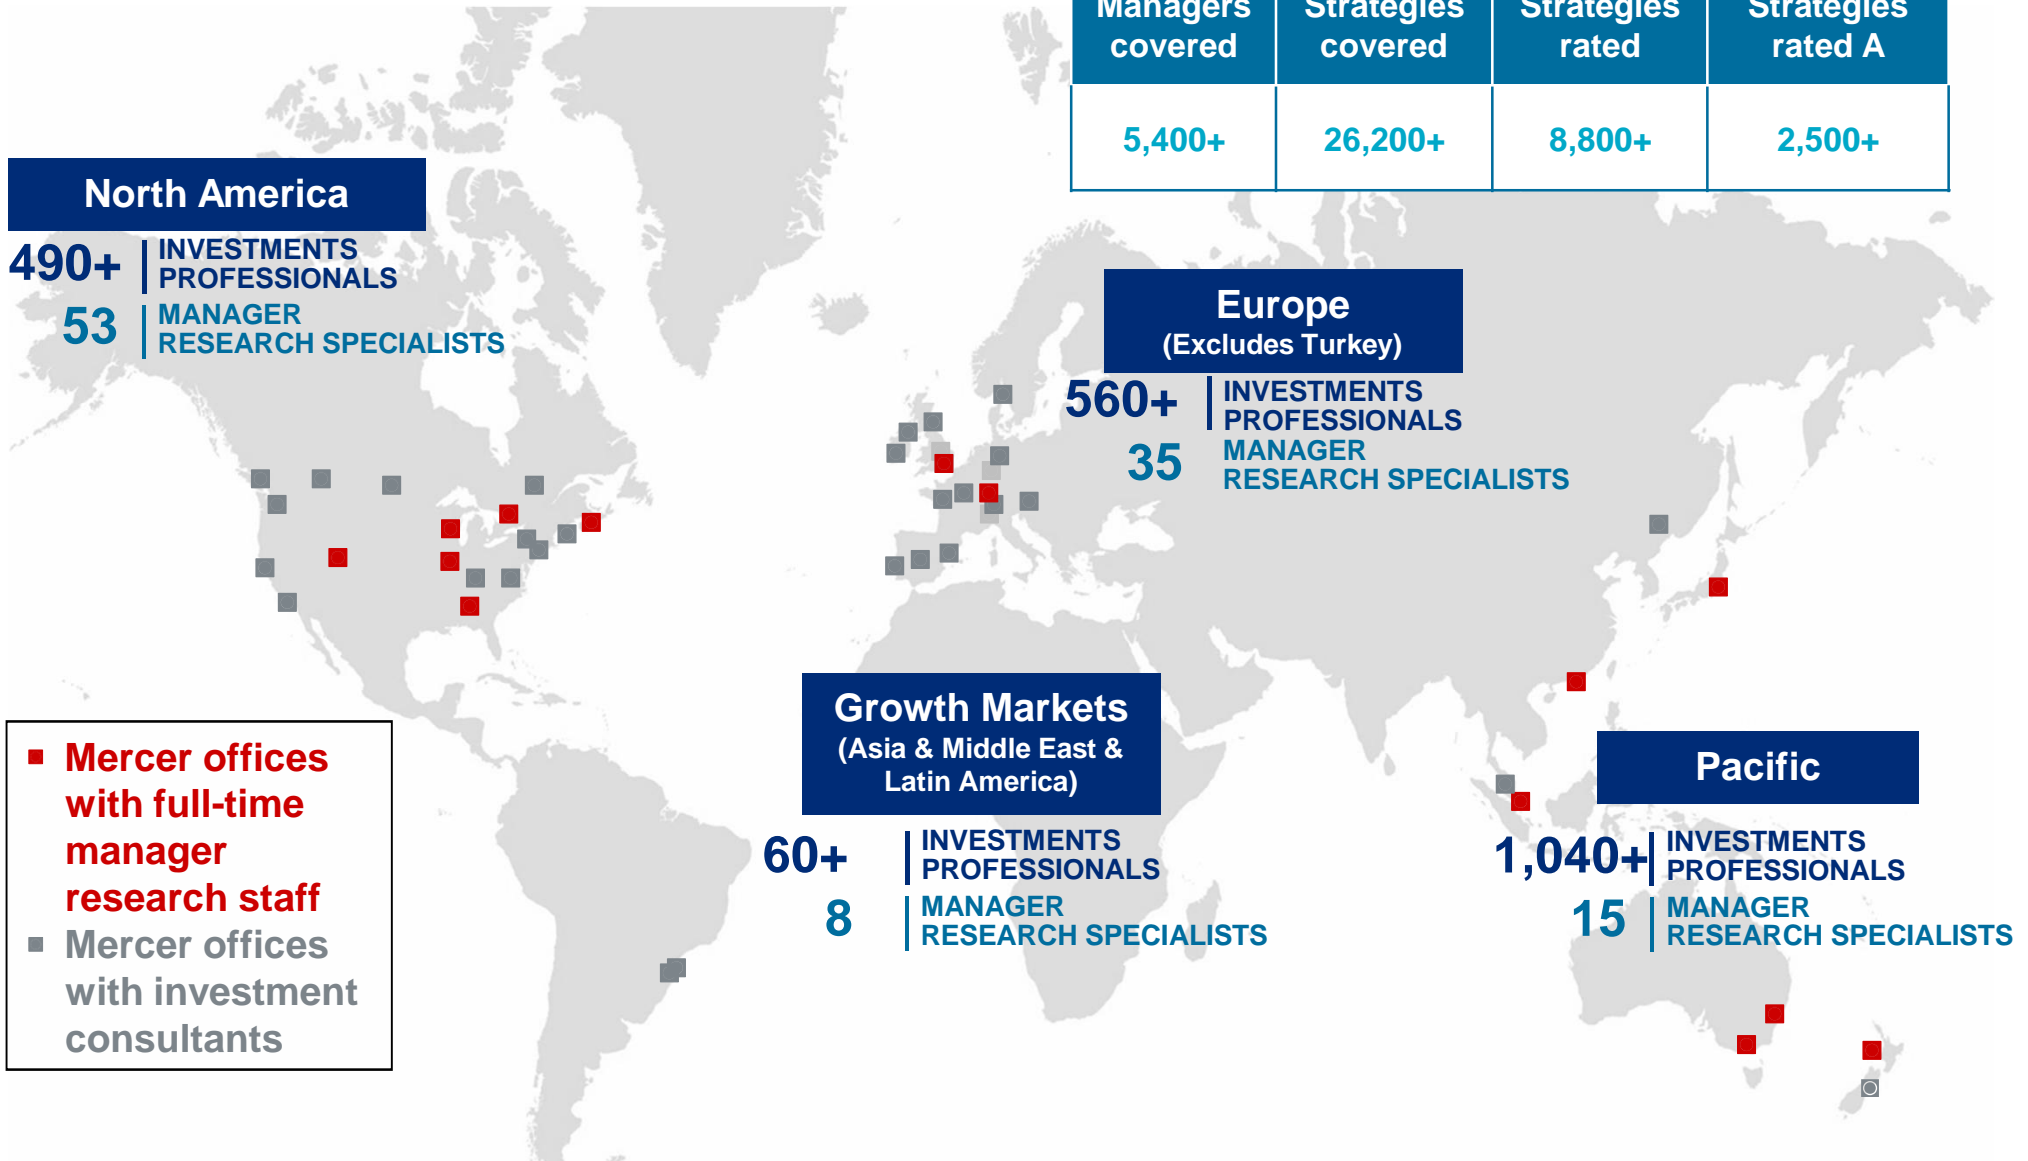 Managers covered
Strategies covered
Strategies rated
Strategies rated A
5,400+
26,200+
8,800+
2,500+
North America
490+
INVESTMENTS
PROFESSIONALS
53
MANAGER
RESEARCH SPECIALISTS
Europe
(Excludes Turkey)
560+
INVESTMENTS
PROFESSIONALS
35
MANAGER
RESEARCH SPECIALISTS
Growth Markets
(Asia & Middle East &
Latin America)
60+
INVESTMENTS
PROFESSIONALS
8
MANAGER
RESEARCH SPECIALISTS
Pacific
1,040+
INVESTMENTS
PROFESSIONALS
15
MANAGER
RESEARCH SPECIALISTS
Mercer offices
with full-time
manager
research staff
Mercer offices
with investment
consultants